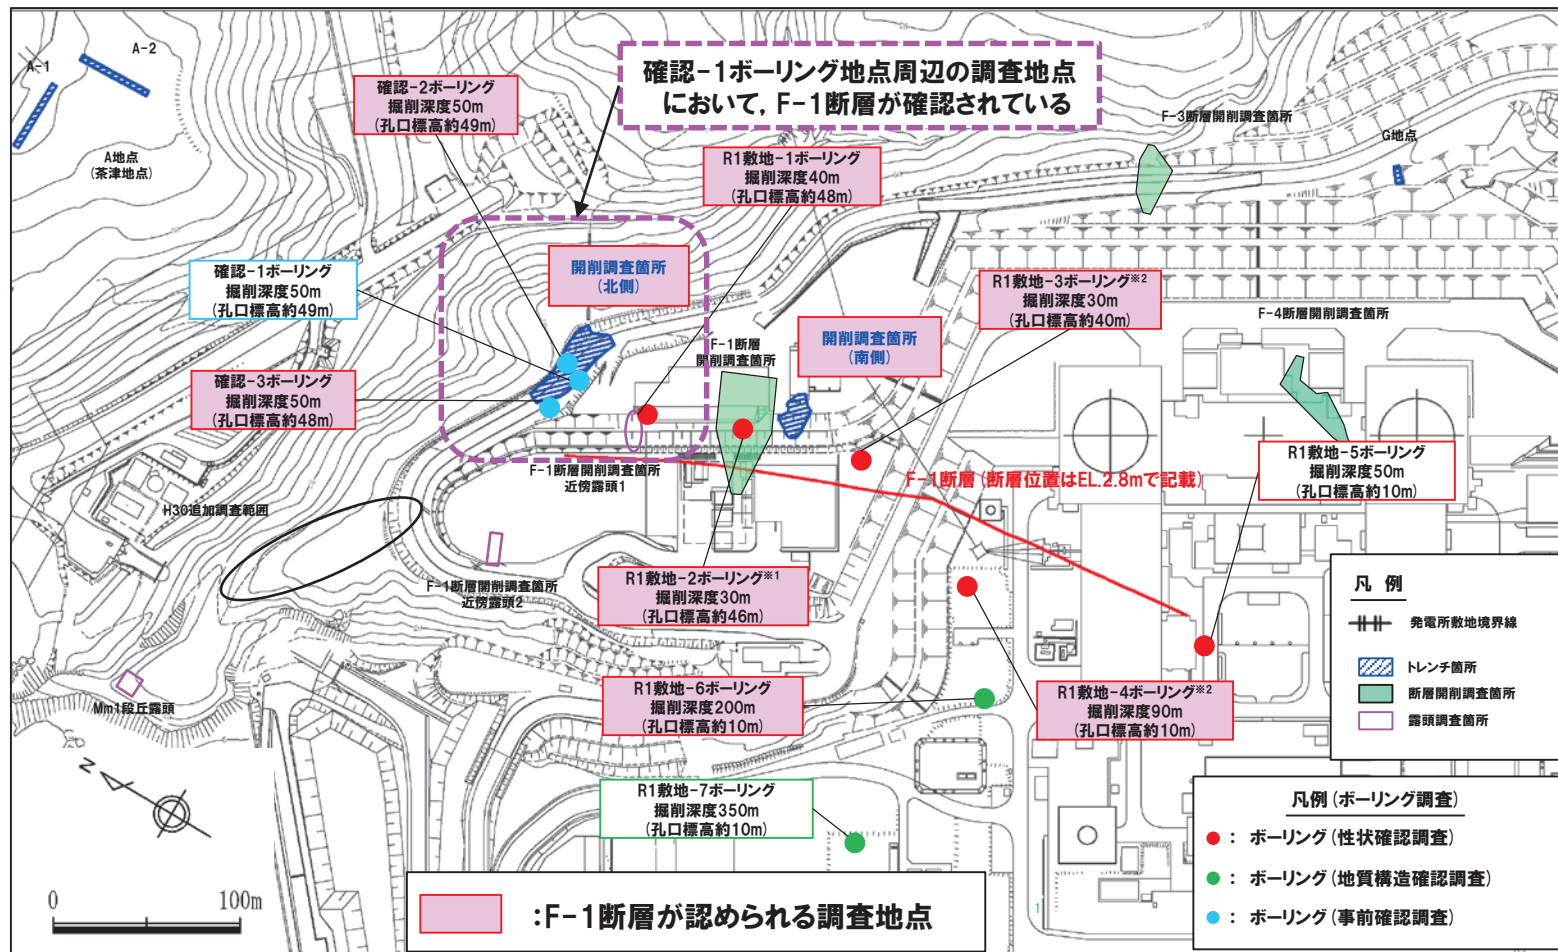 A-2
A-1
A地点
(茶津地点)
確認-2ボーリング
掘削深度50m
(孔口標高約49m)
確認-1ボーリング地点周辺の調査地点
において，F-1断層が確認されている
R1敷地-1ボーリング
掘削深度40m
(孔口標高約48m)
F-3断層開削調査箇所
G地点
開削調査箇所
(北側)
確認-1ボーリング
掘削深度50m
(孔口標高約49m)
R1敷地-3ボーリング※2
掘削深度30m
(孔口標高約40m)
F-4断層開削調査箇所
F-1断層
開削調査箇所
開削調査箇所
(南側)
確認-3ボーリング
掘削深度50m
(孔口標高約48m)
F-1断層開削調査箇所
近傍露頭1
F-1断層(断層位置はEL.2.8mで記載)
R1敷地-5ボーリング
掘削深度50m
(孔口標高約10m)
H30追加調査範囲
F-1断層開削調査箇所
近傍露頭2
R1敷地-2ボーリング※1
掘削深度30m
(孔口標高約46m)
Mm1段丘露頭
R1敷地-6ボーリング
掘削深度200m
(孔口標高約10m)
R1敷地-4ボーリング※2
掘削深度90m
(孔口標高約10m)
R1敷地-7ボーリング
掘削深度350m
(孔口標高約10m)
凡 例
発電所敷地境界線
トレンチ箇所
断層開削調査箇所
露頭調査箇所
凡例(ボーリング調査)
： ボーリング(性状確認調査)
： ボーリング(地質構造確認調査)
： ボーリング(事前確認調査)
N
0 100m
：F-1断層が認められる調査地点
1